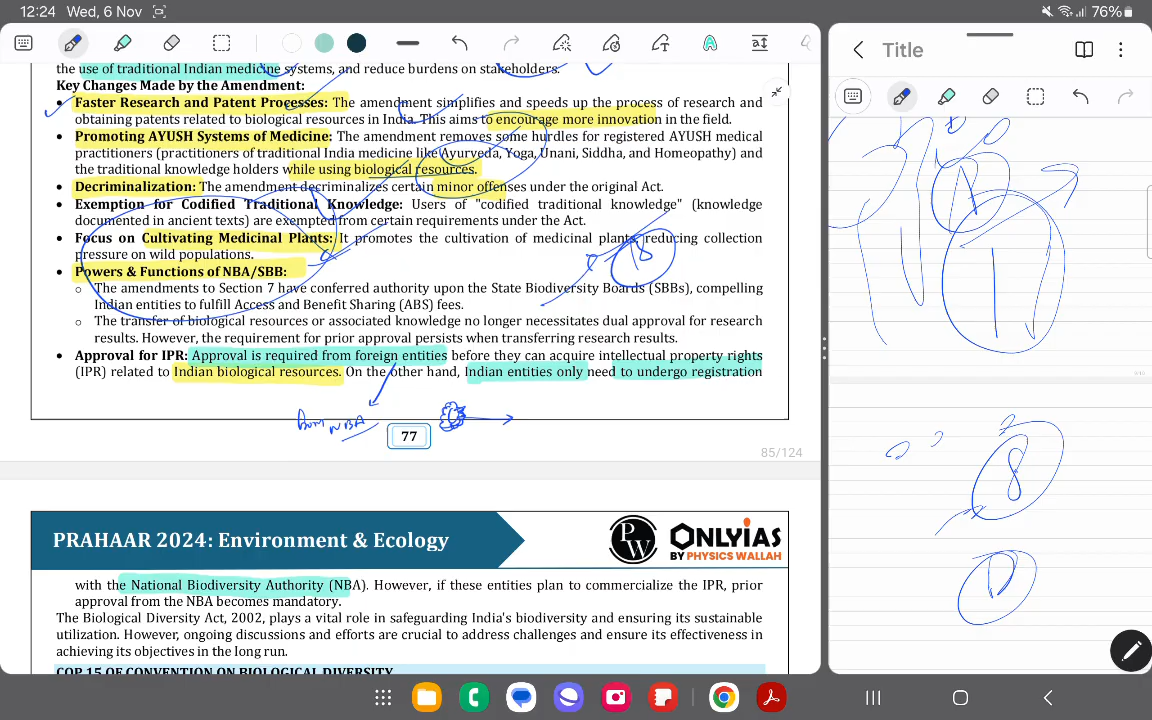 12:24 Wed, 6 Nov
76%
Title
the use of traditional Indian medicine systems, and reduce burdens on stakeholders.
Key Changes Made by the Amendment:
• Faster Research and Patent Processes: The amendment simplifies and speeds up the process of research and
obtaining patents related to biological resources in India. This aims to encourage more innovation in the field.
• Promoting AYUSH Systems of Medicine: The amendment removes some hurdles for registered AYUSH medical
practitioners (practitioners of traditional India medicine like Ayurveda, Yoga, Unani, Siddha, and Homeopathy) and
the traditional knowledge holders while using biological resources.
• Decriminalization: The amendment decriminalizes certain minor offenses under the original Act.
• Exemption for Codified Traditional Knowledge: Users of "codified traditional knowledge" (knowledge
documented in ancient texts) are exempted from certain requirements under the Act.
• Focus on Cultivating Medicinal Plants: It promotes the cultivation of medicinal plants, reducing collection
pressure on wild populations.
18
• Powers & Functions of NBA/SBB:
○ The amendments to Section 7 have conferred authority upon the State Biodiversity Boards (SBBs), compelling
Indian entities to fulfill Access and Benefit Sharing (ABS) fees.
○ The transfer of biological resources or associated knowledge no longer necessitates dual approval for research
results. However, the requirement for prior approval persists when transferring research results.
• Approval for IPR: Approval is required from foreign entities before they can acquire intellectual property rights
(IPR) related to Indian biological resources. On the other hand, Indian entities only need to undergo registration
from NBA
77
85/124
PRAHAAR 2024: Environment & Ecology
PW
ONLYIAS
BY PHYSICS WALLAH
with the National Biodiversity Authority (NBA). However, if these entities plan to commercialize the IPR, prior
approval from the NBA becomes mandatory.
The Biological Diversity Act, 2002, plays a vital role in safeguarding India's biodiversity and ensuring its sustainable
utilization. However, ongoing discussions and efforts are crucial to address challenges and ensure its effectiveness in
achieving its objectives in the long run.
COP 15 OF CONVENTION ON BIOLOGICAL DIVERSITY
8